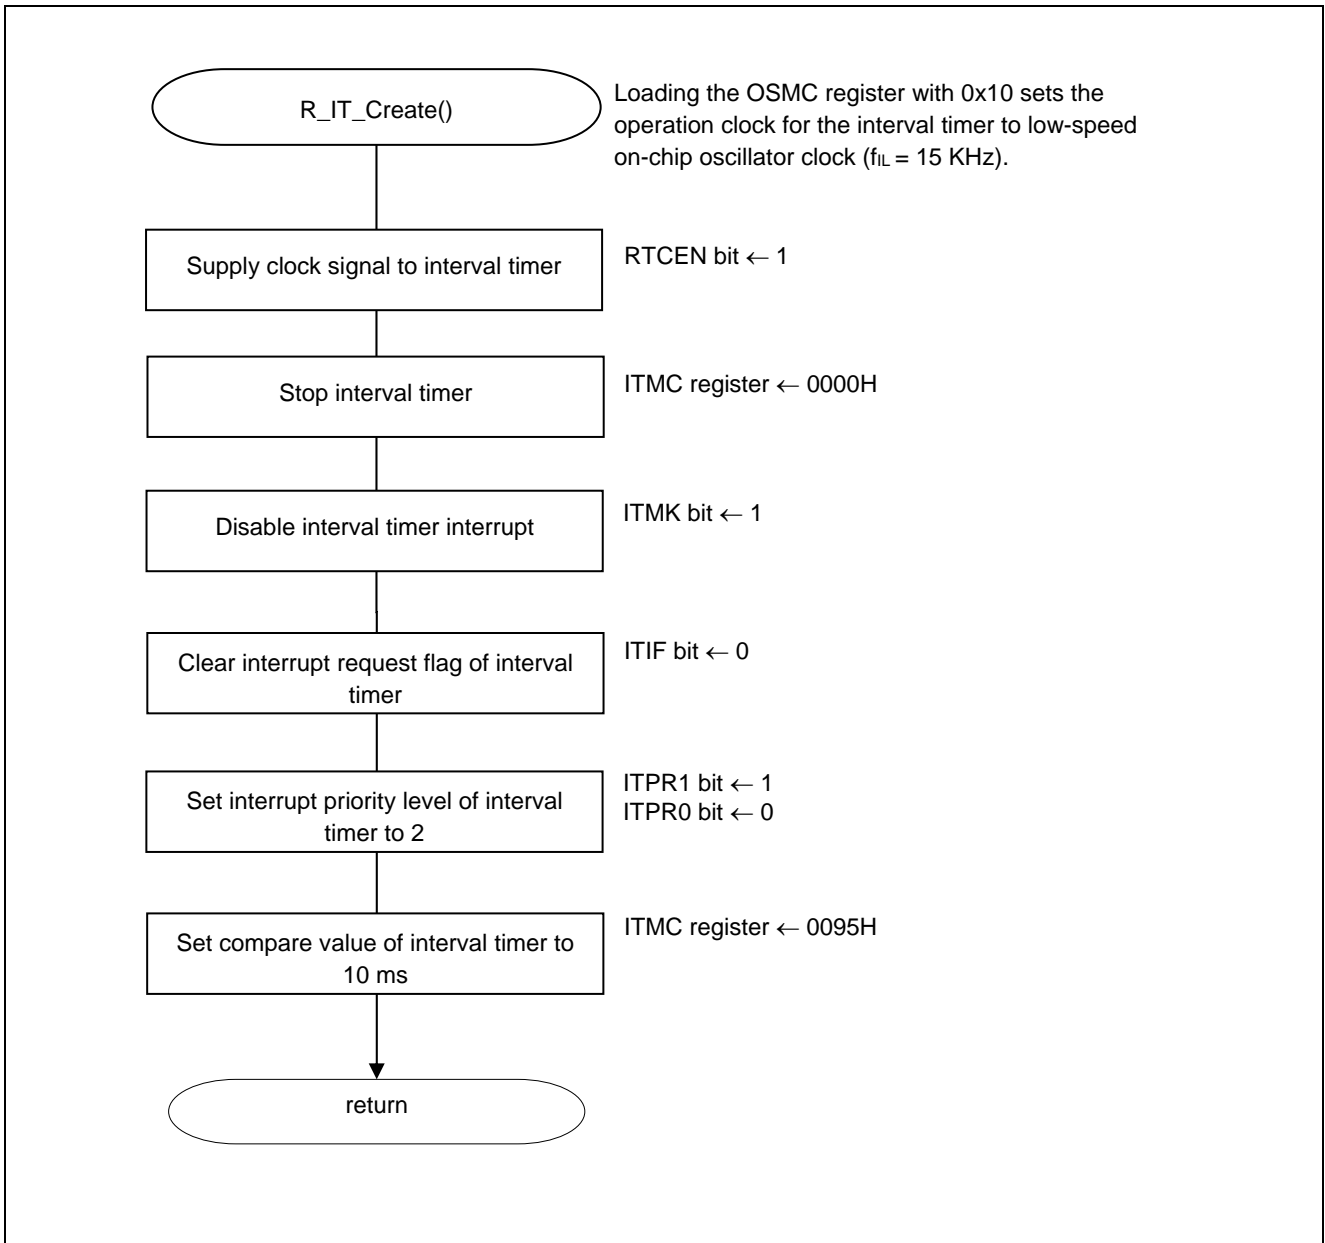 R_IT_Create()
Loading the OSMC register with 0x10 sets the
operation clock for the interval timer to low-speed
on-chip oscillator clock (fIL = 15 KHz).
Supply clock signal to interval timer
RTCEN bit ← 1
Stop interval timer
ITMC register ← 0000H
Disable interval timer interrupt
ITMK bit ← 1
Clear interrupt request flag of interval
timer
ITIF bit ← 0
Set interrupt priority level of interval
timer to 2
ITPR1 bit ← 1
ITPR0 bit ← 0
Set compare value of interval timer to
10 ms
ITMC register ← 0095H
return